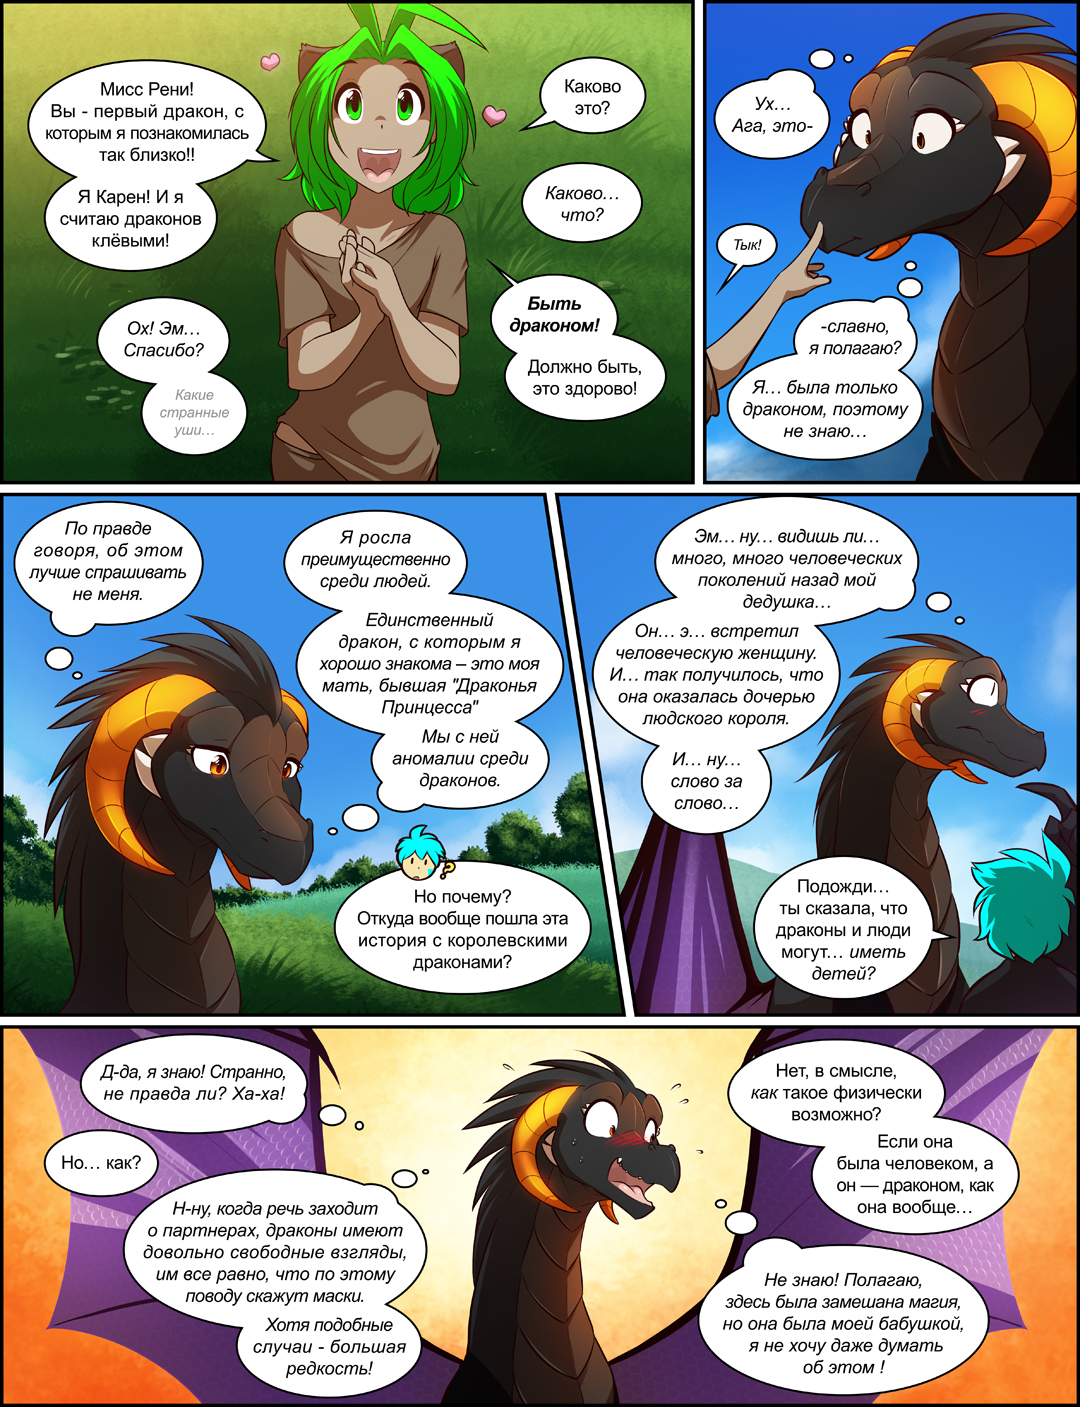 Мисс Рени!
Вы - первый дракон, с
которым я познакомилась
так близко!!
Я Карен! И я
считаю драконов
клёвыми!
Каково
это?
Каково...
что?
Быть
драконом!
Должно быть,
это здорово!
Ох! Эм...
Спасибо?
Какие
странные
уши...
Ух...
Ага, это-
Тык!
-славно,
я полагаю?
Я... была только
драконом, поэтому
не знаю...
По правде
говоря, об этом
лучше спрашивать
не меня.
Я росла
преимущественно
среди людей.
Единственный
дракон, с которым я
хорошо знакома – это моя
мать, бывшая "Драконья
Принцесса"
Мы с ней
аномалии среди
драконов.
?
Но почему?
Откуда вообще пошла эта
история с королевскими
драконами?
Эм... ну... видишь ли...
много, много человеческих
поколений назад мой
дедушка...
Он... э... встретил
человеческую женщину.
И... так получилось, что
она оказалась дочерью
людского короля.
И... ну...
слово за
слово...
Подожди...
ты сказала, что
драконы и люди
могут... иметь
детей?
Д-да, я знаю! Странно,
не правда ли? Ха-ха!
Но... как?
Н-ну, когда речь заходит
о партнерах, драконы имеют
довольно свободные взгляды,
им все равно, что по этому
поводу скажут маски.
Хотя подобные
случаи - большая
редкость!
Нет, в смысле,
как такое физически
возможно?
Если она
была человеком, а
он — драконом, как
она вообще...
Не знаю! Полагаю,
здесь была замешана магия,
но она была моей бабушкой,
я не хочу даже думать
об этом !